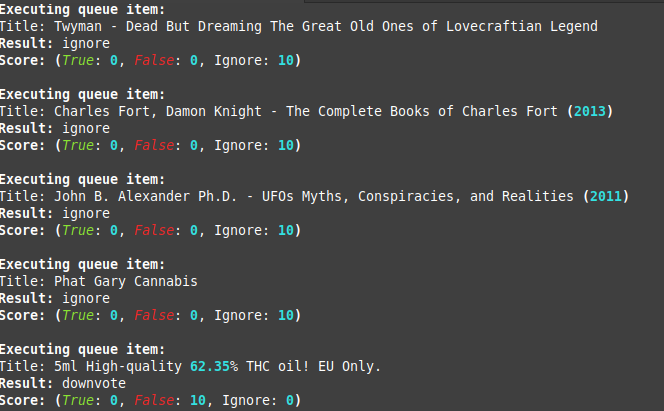 Executing queue item:
Title: Twyman - Dead But Dreaming The Great Old Ones of Lovecraftian Legend
Result: ignore
Score: (True: 0, False: 0, Ignore: 10)
Executing queue item:
Title: Charles Fort, Damon Knight - The Complete Books of Charles Fort (2013)
Result: ignore
Score: (True: 0, False: 0, Ignore: 10)
Executing queue item:
Title: John B. Alexander Ph.D. - UFOs Myths, Conspiracies, and Realities (2011)
Result: ignore
Score: (True: 0, False: 0, Ignore: 10)
Executing queue item:
Title: Phat Gary Cannabis
Result: ignore
Score: (True: 0, False: 0, Ignore: 10)
Executing queue item:
Title: 5ml High-quality 62.35% THC oil! EU Only.
Result: downvote
Score: (True: 0, False: 10, Ignore: 0)